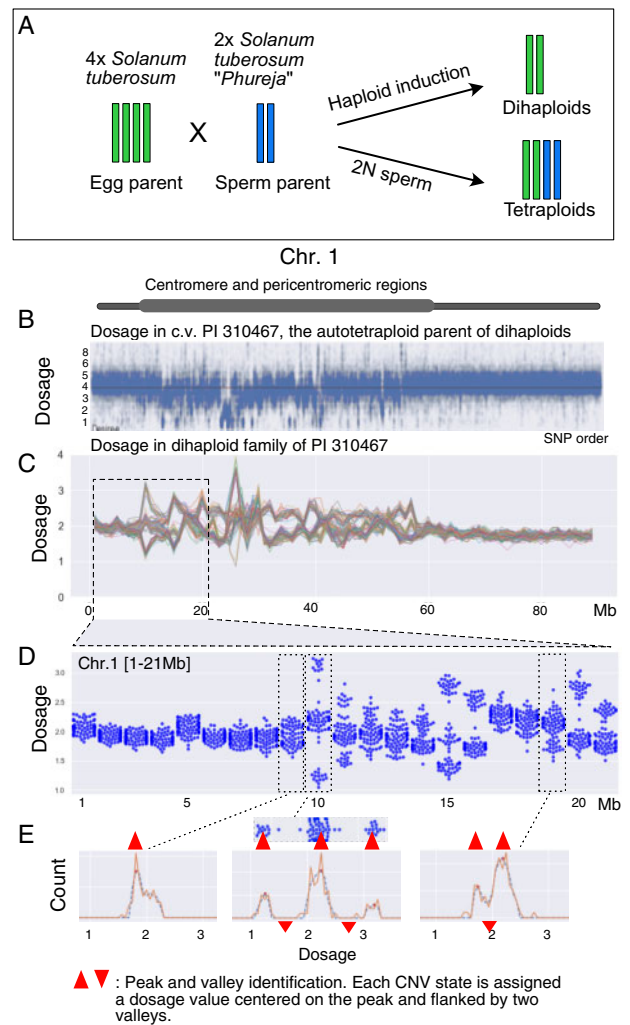 A
4x Solanum
tuberosum
2x Solanum
tuberosum
"Phureja"
X
Egg parent
Sperm parent
Haploid induction
2N sperm
Dihaploids
Tetraploids
Chr. 1
Centromere and pericentromeric regions
B
Dosage in c.v. PI 310467, the autotetraploid parent of dihaploids
Dosage
8
6
5
4
3
2
1
SNP order
C
Dosage in dihaploid family of PI 310467
Dosage
4
3
2
1
0
0 20 40 60 80 Mb
D
Chr.1 [1-21Mb]
Dosage
3.0
2.5
2.0
1.5
1.0
1 5 10 15 20 Mb
E
Count
1 2 3 1 2 3 1 2 3
Dosage
: Peak and valley identification. Each CNV state is assigned
a dosage value centered on the peak and flanked by two
valleys.